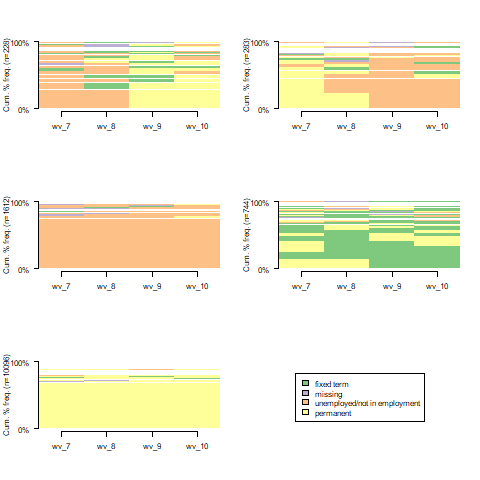 Cum. % freq. (n=228)
100%
0%
wv_7 wv_8 wv_9 wv_10
Cum. % freq. (n=283)
100%
0%
wv_7 wv_8 wv_9 wv_10
Cum. % freq. (n=1612)
100%
0%
wv_7 wv_8 wv_9 wv_10
Cum. % freq. (n=744)
100%
0%
wv_7 wv_8 wv_9 wv_10
Cum. % freq. (n=10096)
100%
0%
wv_7 wv_8 wv_9 wv_10
fixed term
missing
unemployed/not in employment
permanent